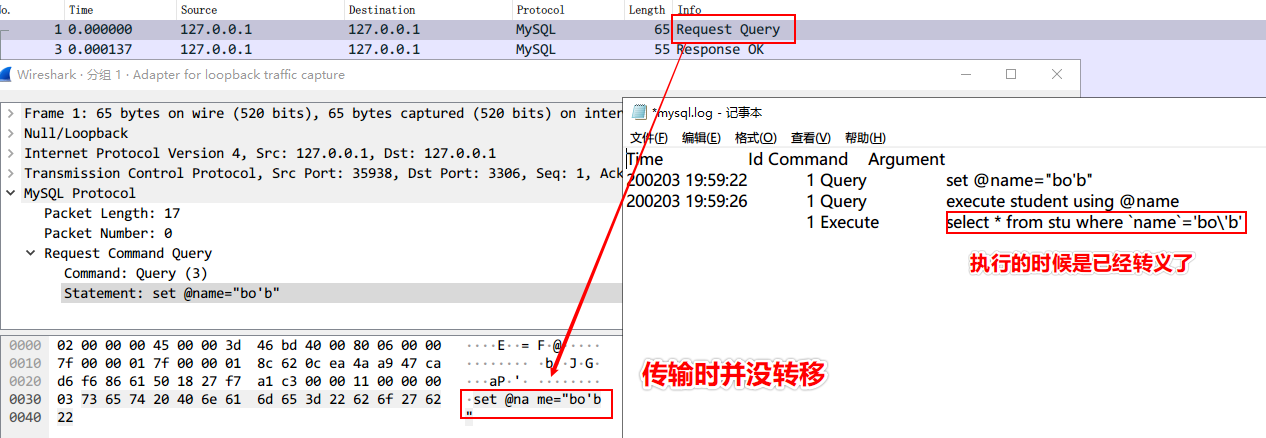 o. Time Source Destination Protocol Length Info
1 0.000000 127.0.0.1 127.0.0.1 MySQL 65 Request Query
3 0.000137 127.0.0.1 127.0.0.1 MySQL 55 Response OK
Wireshark · 分组 1 · Adapter for loopback traffic capture
Frame 1: 65 bytes on wire (520 bits), 65 bytes captured (520 bits) on inter
Null/Loopback
Internet Protocol Version 4, Src: 127.0.0.1, Dst: 127.0.0.1
Transmission Control Protocol, Src Port: 35938, Dst Port: 3306, Seq: 1, Ack
MySQL Protocol
Packet Length: 17
Packet Number: 0
Request Command Query
Command: Query (3)
Statement: set @name="bo'b"
0000 02 00 00 00 45 00 00 3d 46 bd 40 00 80 06 00 00 ····E··= F·@·····
0010 7f 00 00 01 7f 00 00 01 8c 62 0c ea 4a a9 47 ca ········ ·b··J·G·
0020 d6 f6 86 61 50 18 27 f7 a1 c3 00 00 11 00 00 00 ···aP·'· ········
0030 03 73 65 74 20 40 6e 61 6d 65 3d 22 62 6f 27 62 ·set @na me="bo'b
0040 22 "
*mysql.log - 记事本
文件(F) 编辑(E) 格式(O) 查看(V) 帮助(H)
Time Id Command Argument
200203 19:59:22 1 Query set @name="bo'b"
200203 19:59:26 1 Query execute student using @name
1 Execute select * from stu where `name`='bo\'b'
执行的时候是已经转义了
传输时并没转移